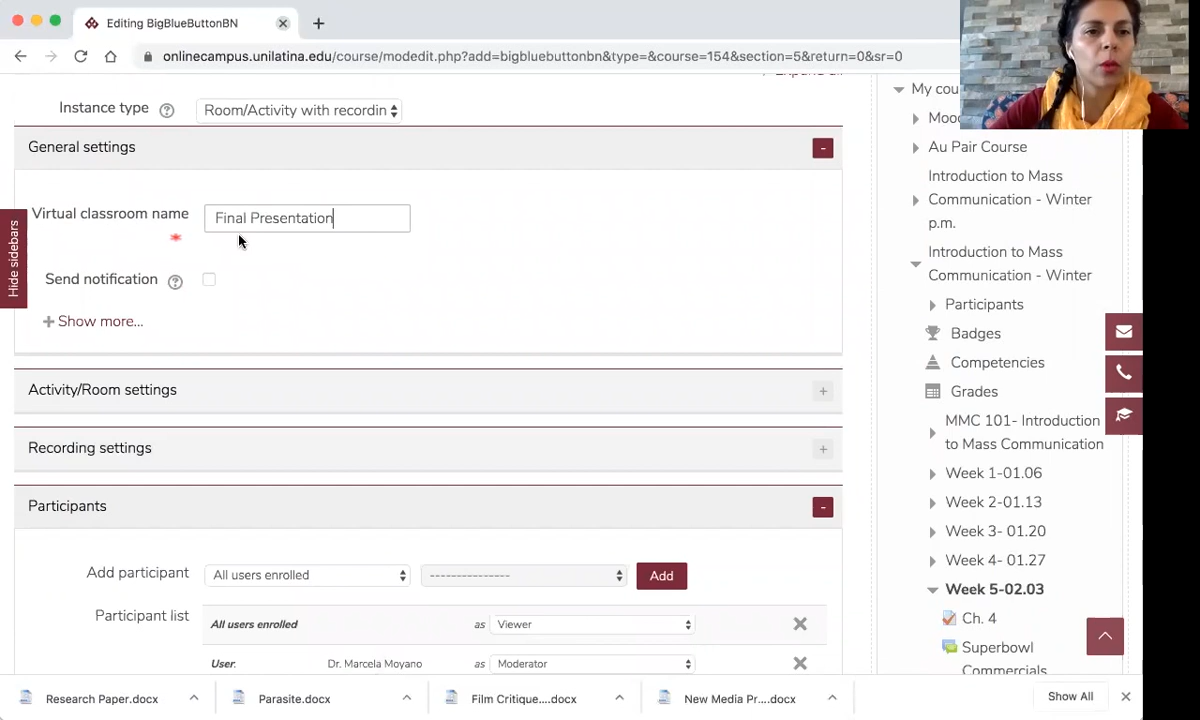 Editing BigBlueButtonBN
onlinecampus.unilatina.edu/course/modedit.php?add=bigbluebuttonbn&type=&course=154&section=5&return=0&sr=0
Expand all
Instance type
Room/Activity with recordin
General settings
Virtual classroom name
Final Presentation
Send notification
Show more...
Activity/Room settings
Recording settings
Participants
Add participant
All users enrolled
---------------
Add
Participant list
All users enrolled
as
Viewer
User
Dr. Marcela Moyano
as
Moderator
Hide sidebars
My cou
Mood
Au Pair Course
Introduction to Mass
Communication - Winter
p.m.
Introduction to Mass
Communication - Winter
Participants
Badges
Competencies
Grades
MMC 101- Introduction
to Mass Communication
Week 1-01.06
Week 2-01.13
Week 3- 01.20
Week 4- 01.27
Week 5-02.03
Ch. 4
Superbowl
Commercials
Research Paper.docx
Parasite.docx
Film Critique....docx
New Media Pr....docx
Show All